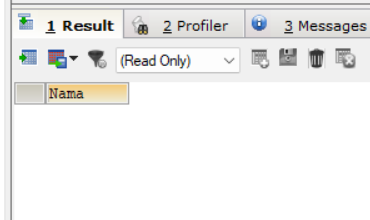 1 Result 2 Profiler 3 Messages
(Read Only)
Nama